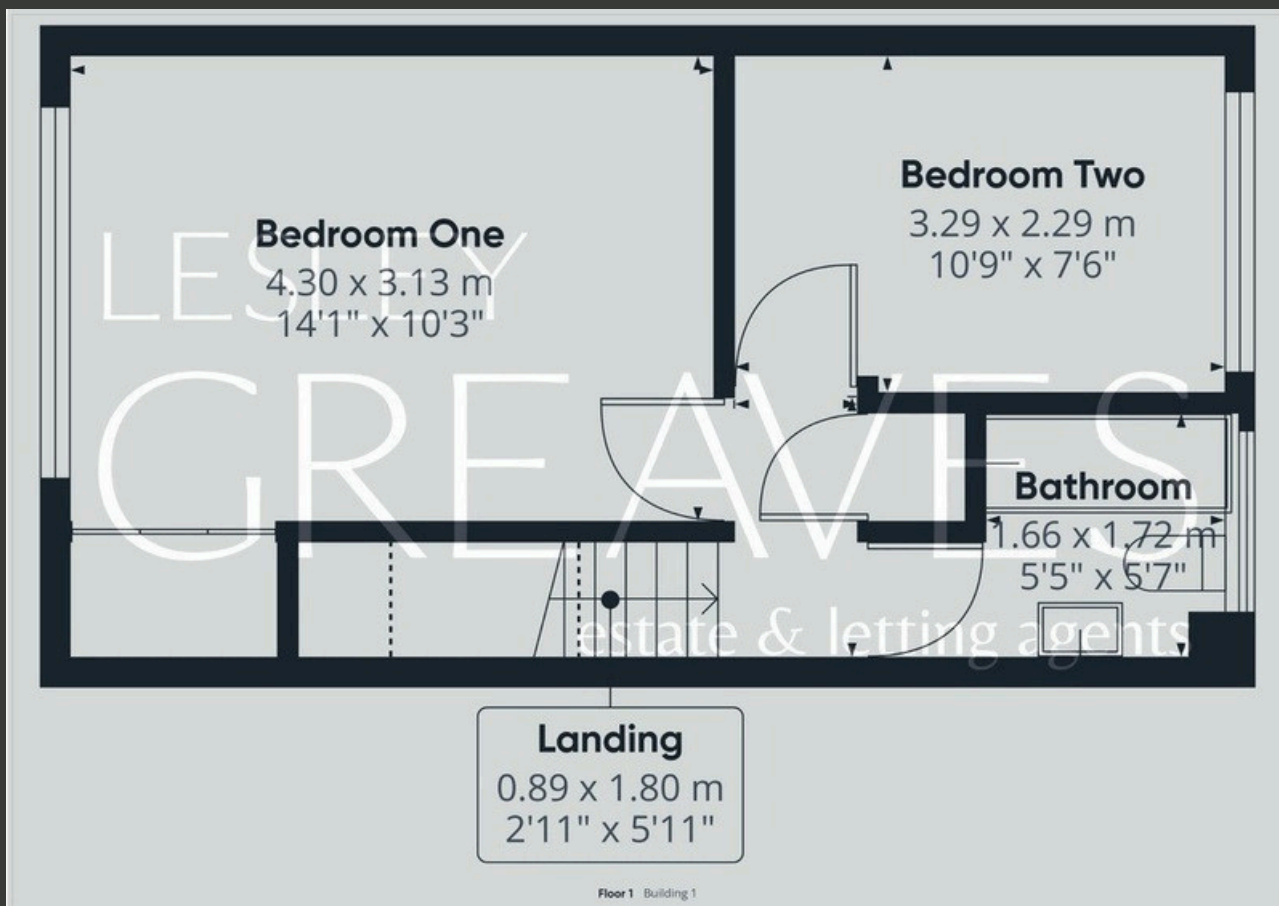 Bedroom One
4.30 x 3.13 m
14'1" x 10'3"
Bedroom Two
3.29 x 2.29 m
10'9" x 7'6"
LESLEY
GREAVES
estate & letting agents
Bathroom
1.66 x 1.72 m
5'5" x 5'7"
Landing
0.89 x 1.80 m
2'11" x 5'11"
Floor 1 Building 1